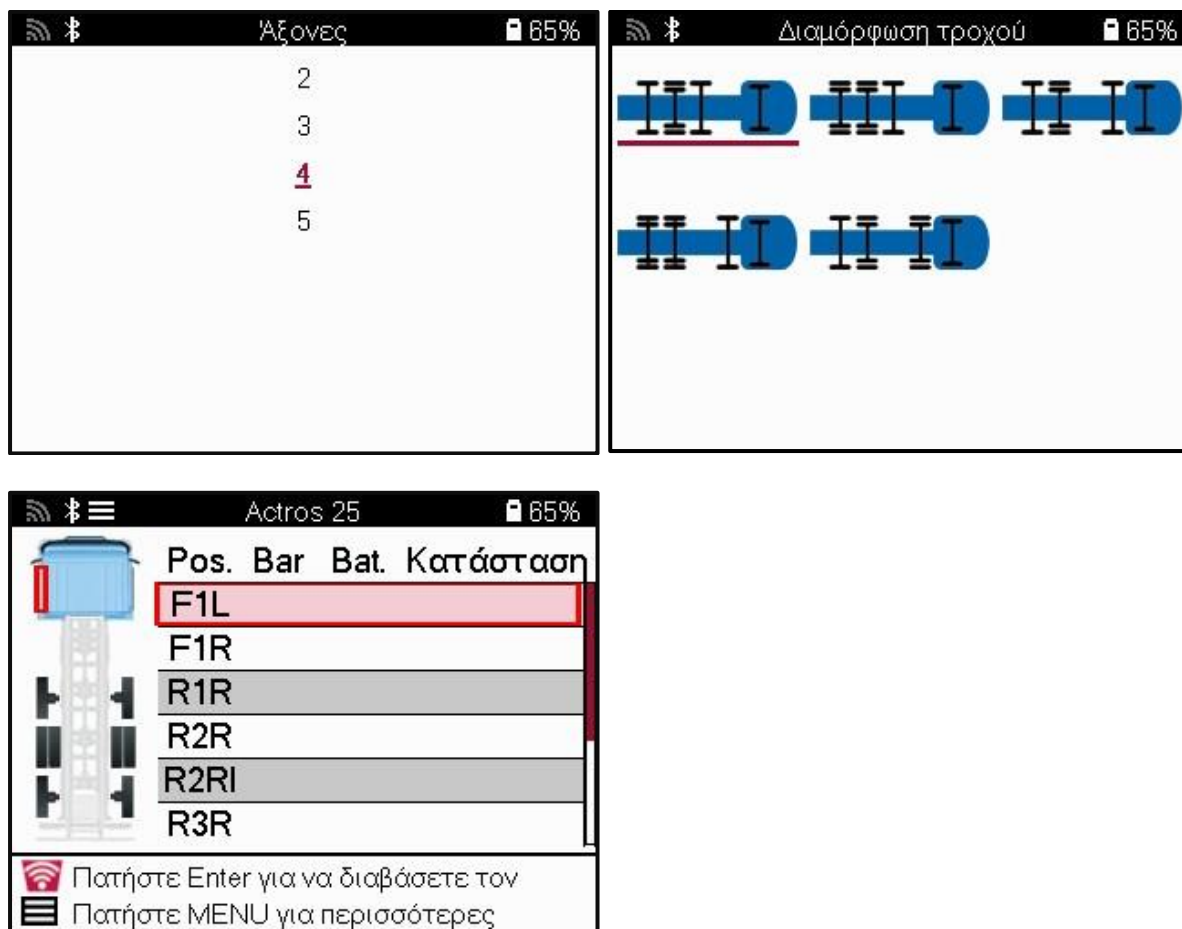 Άξονες 65%
2
3
4
5
Διαμόρφωση τροχού 65%
Actros 25 65%
Pos. Bar Bat. Κατάσταση
F1L
F1R
R1R
R2R
R2RI
R3R
Πατήστε Enter για να διαβάσετε τον
Πατήστε MENU για περισσότερες